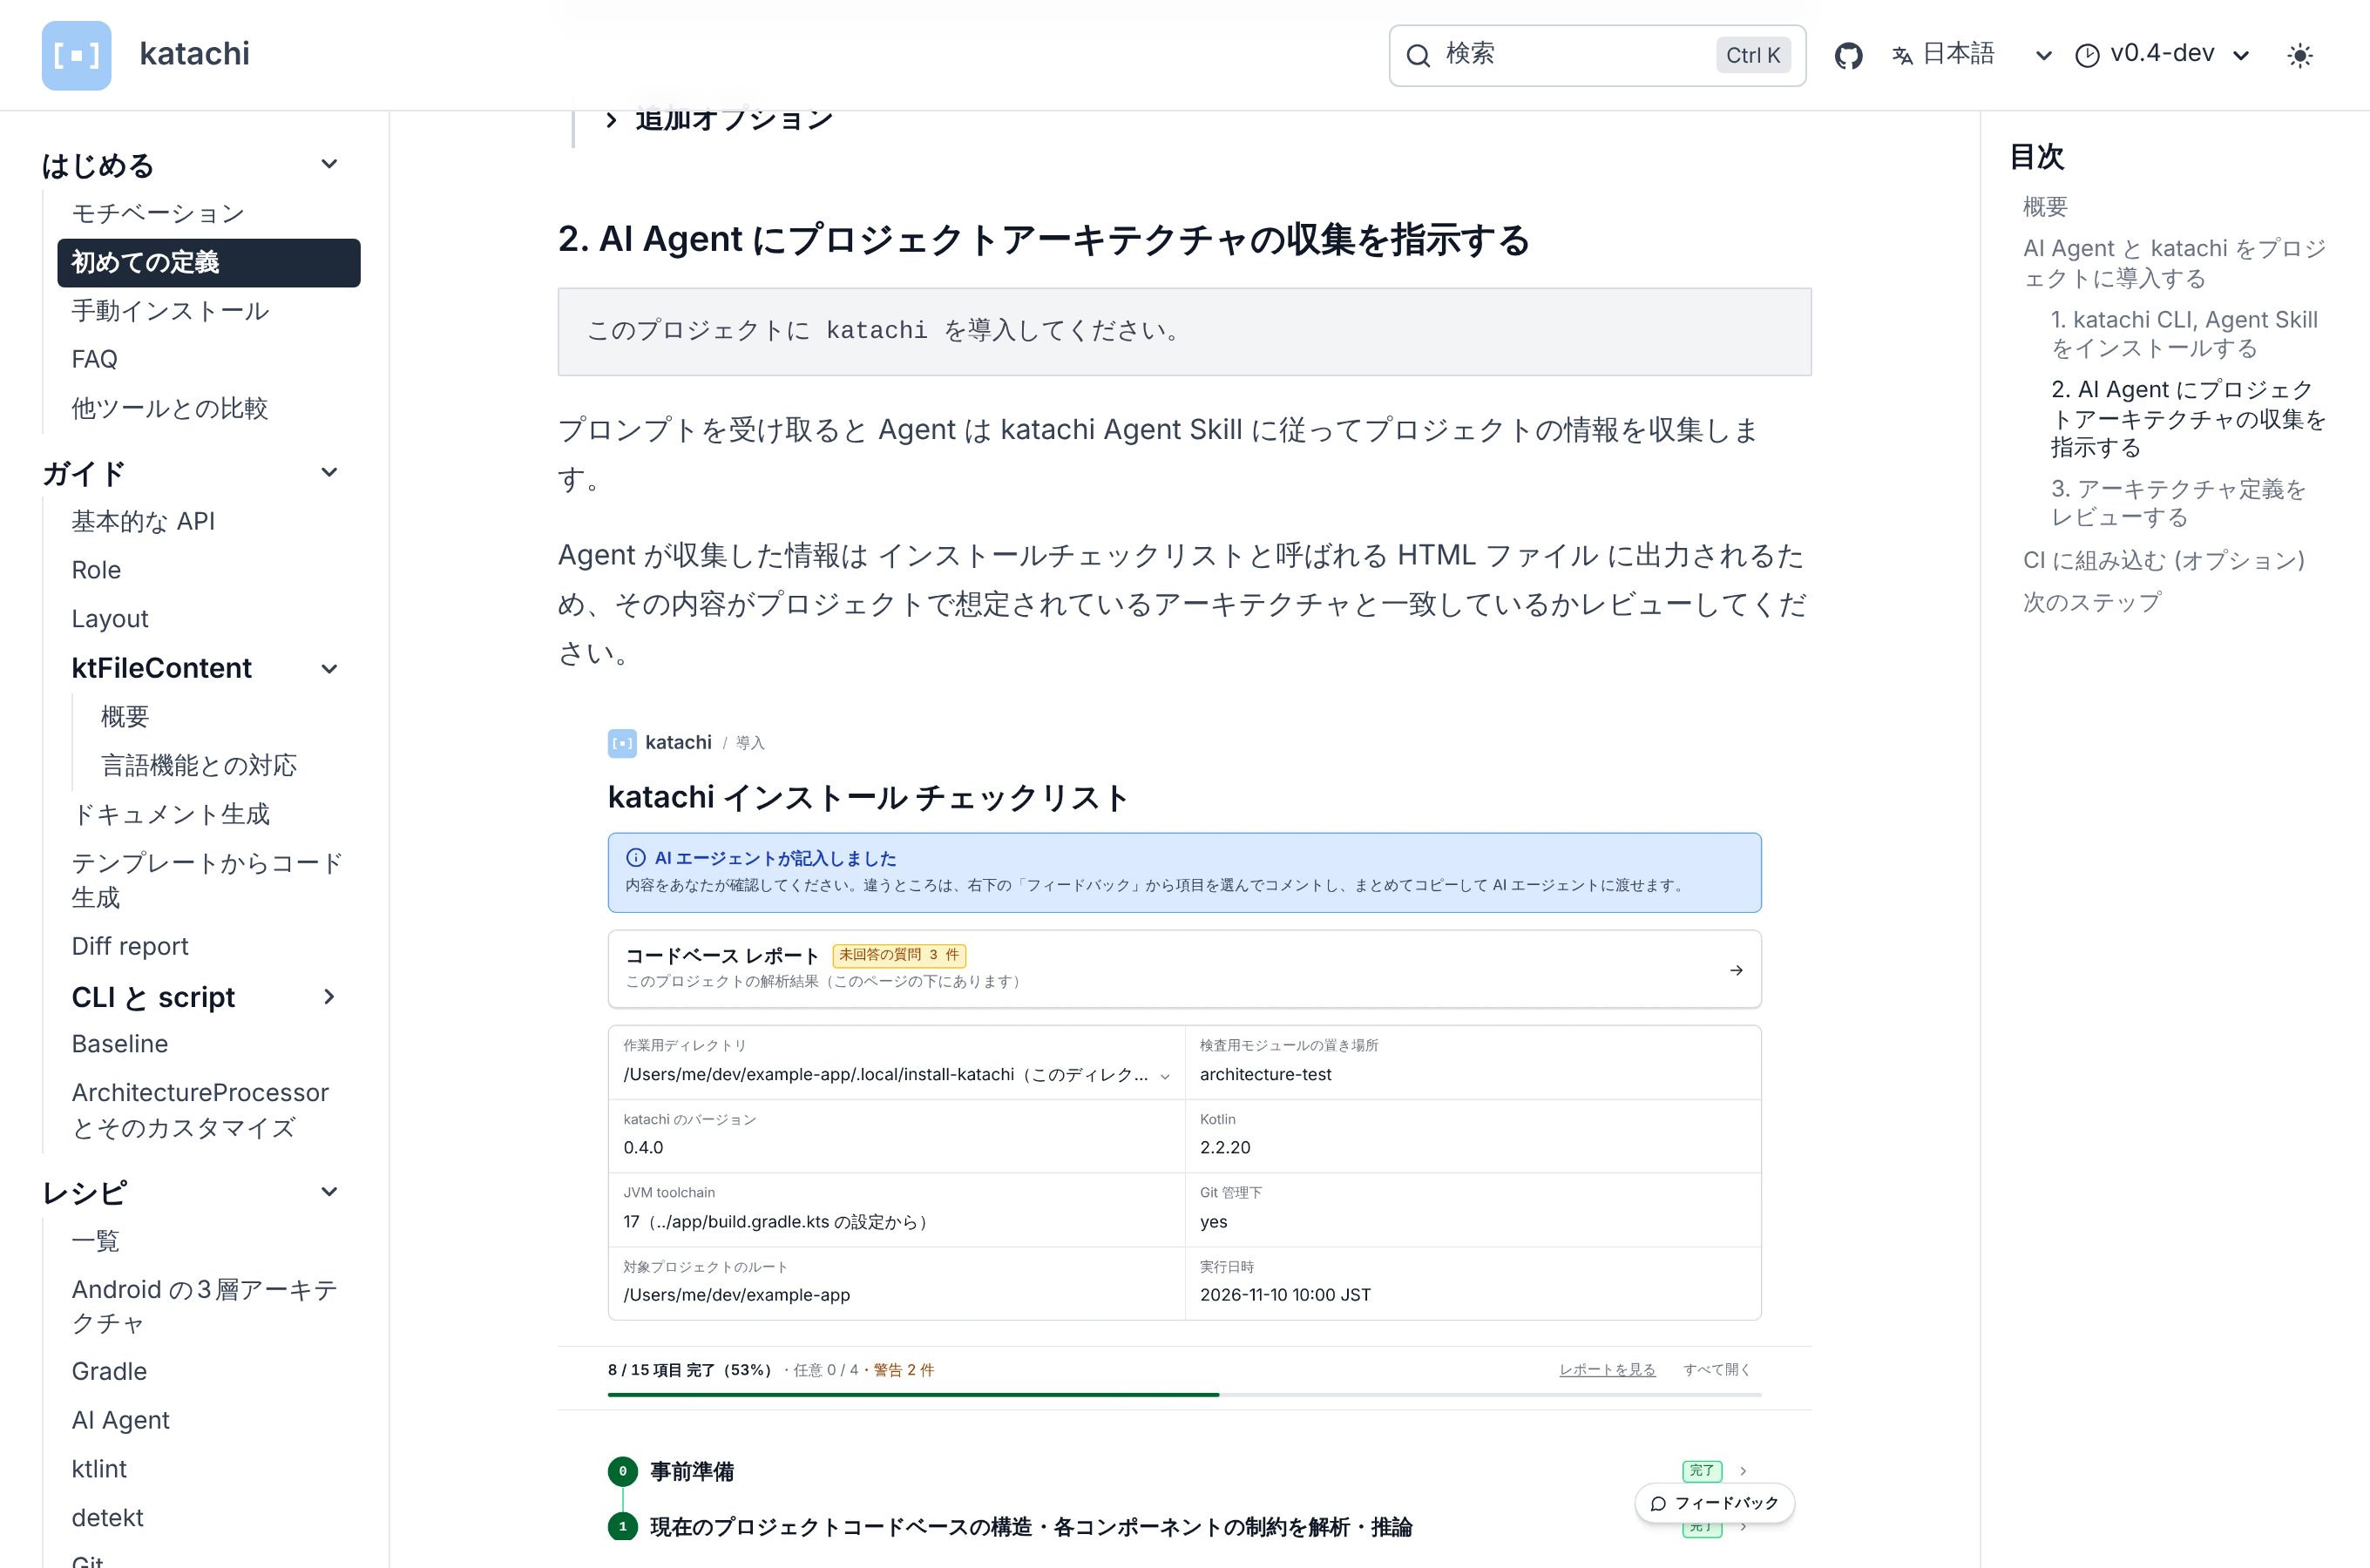 [·] katachi
検索 Ctrl K
日本語
v0.4-dev
はじめる
モチベーション
初めての定義
手動インストール
FAQ
他ツールとの比較
ガイド
基本的な API
Role
Layout
ktFileContent
概要
言語機能との対応
ドキュメント生成
テンプレートからコード
生成
Diff report
CLI と script
Baseline
ArchitectureProcessor
とそのカスタマイズ
レシピ
一覧
Android の3層アーキテ
クチャ
Gradle
AI Agent
ktlint
detekt
Git
追加オプション
2. AI Agent にプロジェクトアーキテクチャの収集を指示する
このプロジェクトに katachi を導入してください。
プロンプトを受け取ると Agent は katachi Agent Skill に従ってプロジェクトの情報を収集しま
す。
Agent が収集した情報は インストールチェックリストと呼ばれる HTML ファイル に出力されるた
め、その内容がプロジェクトで想定されているアーキテクチャと一致しているかレビューしてくだ
さい。
[·] katachi / 導入
katachi インストール チェックリスト
AI エージェントが記入しました
内容をあなたが確認してください。違うところは、右下の「フィードバック」から項目を選んでコメントし、まとめてコピーして AI エージェントに渡せます。
コードベース レポート 未回答の質問 3 件
このプロジェクトの解析結果（このページの下にあります）
→
作業用ディレクトリ
/Users/me/dev/example-app/.local/install-katachi（このディレク...
検査用モジュールの置き場所
architecture-test
katachi のバージョン
0.4.0
Kotlin
2.2.20
JVM toolchain
17（../app/build.gradle.kts の設定から）
Git 管理下
yes
対象プロジェクトのルート
/Users/me/dev/example-app
実行日時
2026-11-10 10:00 JST
8 / 15 項目 完了（53%）・任意 0 / 4・警告 2 件
レポートを見る すべて開く
0 事前準備 完了
フィードバック
1 現在のプロジェクトコードベースの構造・各コンポーネントの制約を解析・推論 完了
目次
概要
AI Agent と katachi をプロジ
ェクトに導入する
1. katachi CLI, Agent Skill
をインストールする
2. AI Agent にプロジェク
トアーキテクチャの収集を
指示する
3. アーキテクチャ定義を
レビューする
CI に組み込む (オプション)
次のステップ